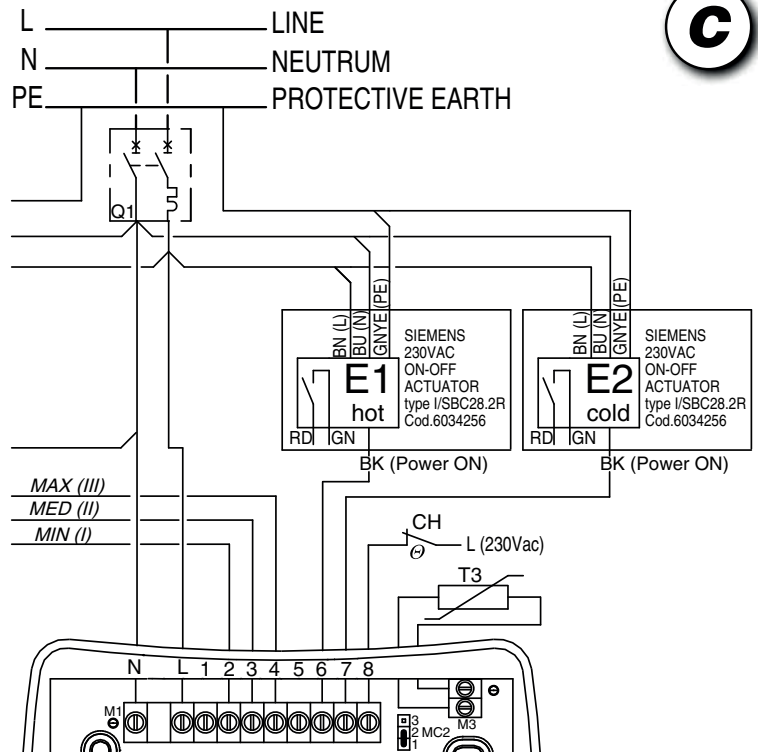 C
L LINE
N NEUTRUM
PE PROTECTIVE EARTH
Q1
BN (L)
BU (N)
GNYE (PE)
E1
hot
RD GN
SIEMENS
230VAC
ON-OFF
ACTUATOR
type I/SBC28.2R
Cod.6034256
BK (Power ON)
BN (L)
BU (N)
GNYE (PE)
E2
cold
RD GN
SIEMENS
230VAC
ON-OFF
ACTUATOR
type I/SBC28.2R
Cod.6034256
BK (Power ON)
MAX (III)
MED (II)
MIN (I)
CH
Θ
L (230Vac)
T3
N L 1 2 3 4 5 6 7 8
M1
3
2
1
MC2
M3